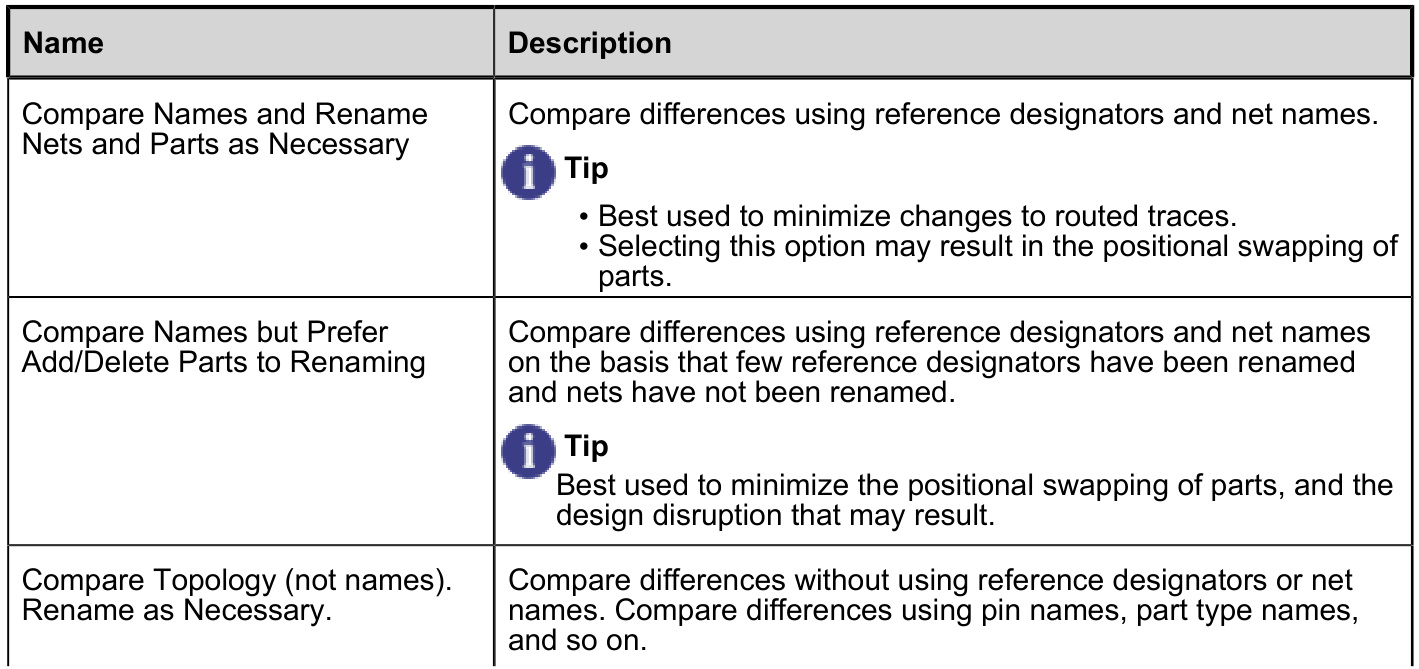 Name
Description
Compare Names and Rename
Nets and Parts as Necessary
Compare differences using reference designators and net names.
i Tip
• Best used to minimize changes to routed traces.
• Selecting this option may result in the positional swapping of
parts.
Compare Names but Prefer
Add/Delete Parts to Renaming
Compare differences using reference designators and net names
on the basis that few reference designators have been renamed
and nets have not been renamed.
i Tip
Best used to minimize the positional swapping of parts, and the
design disruption that may result.
Compare Topology (not names).
Rename as Necessary.
Compare differences without using reference designators or net
names. Compare differences using pin names, part type names,
and so on.